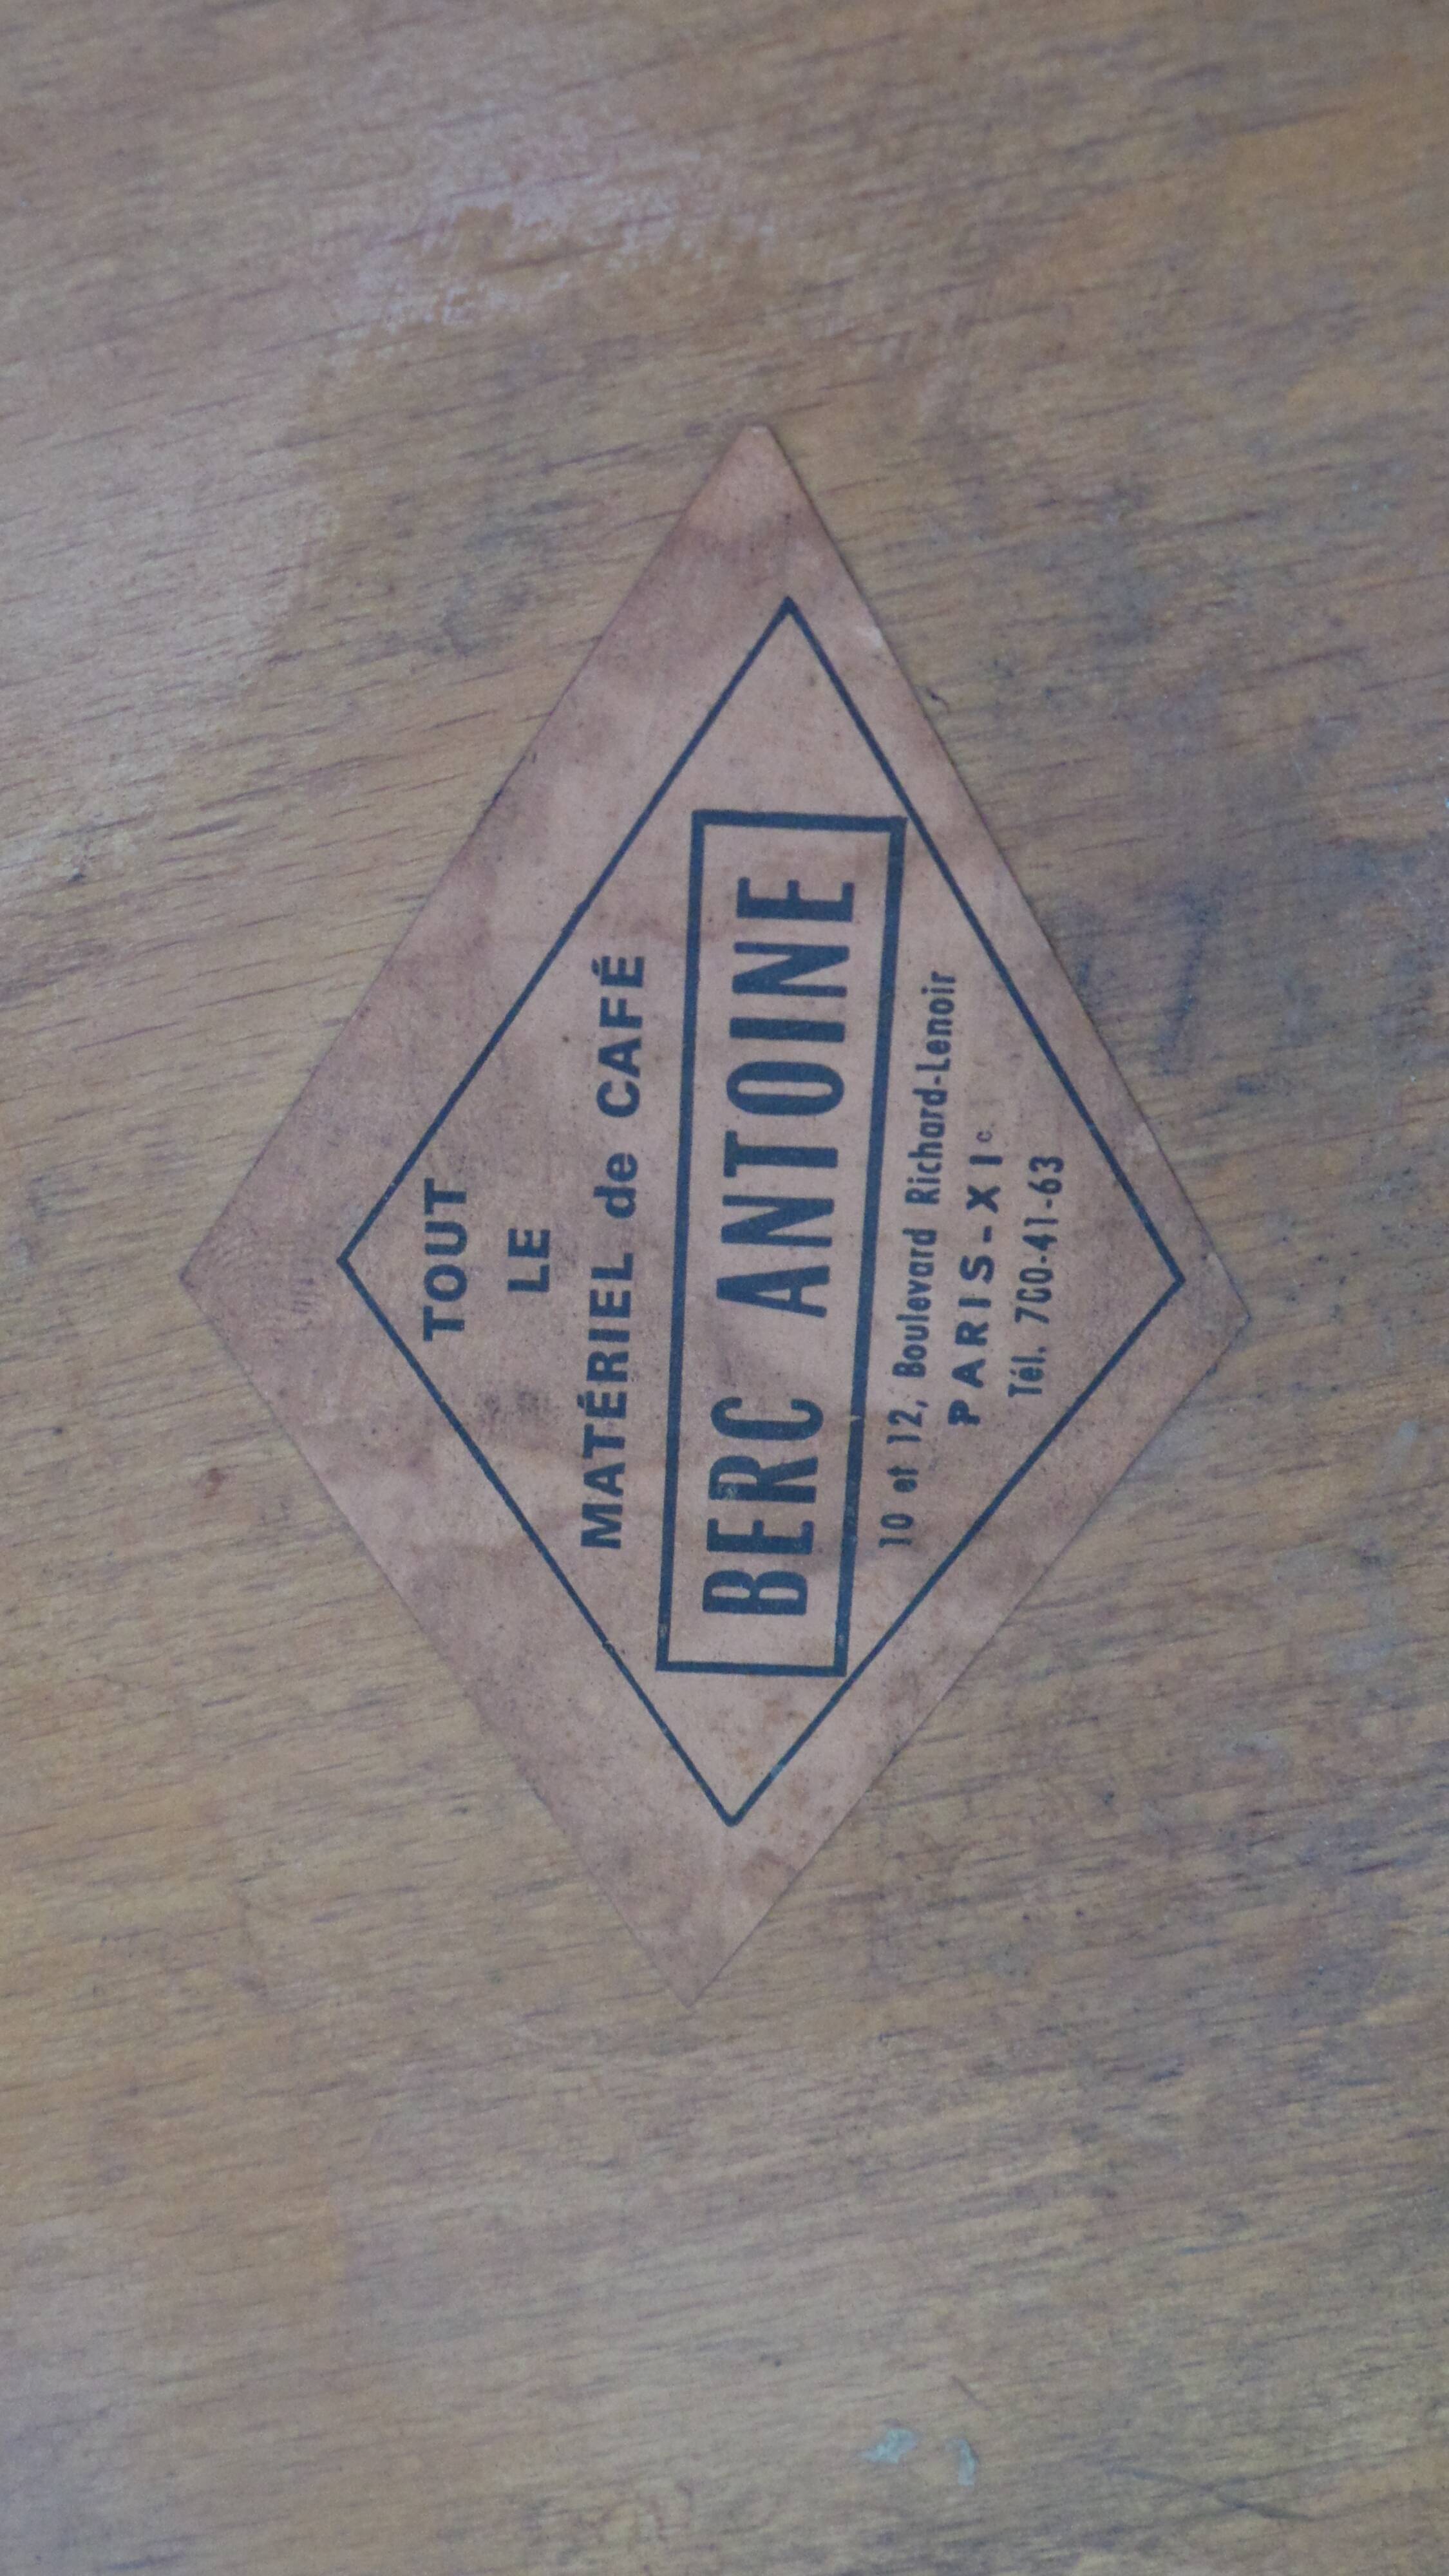 TOUT
LE
MATÉRIEL de CAFÉ
BERC ANTOINE
10 et 12, Boulevard Richard-Lenoir
PARIS-XIe
Tél. 700-41-63